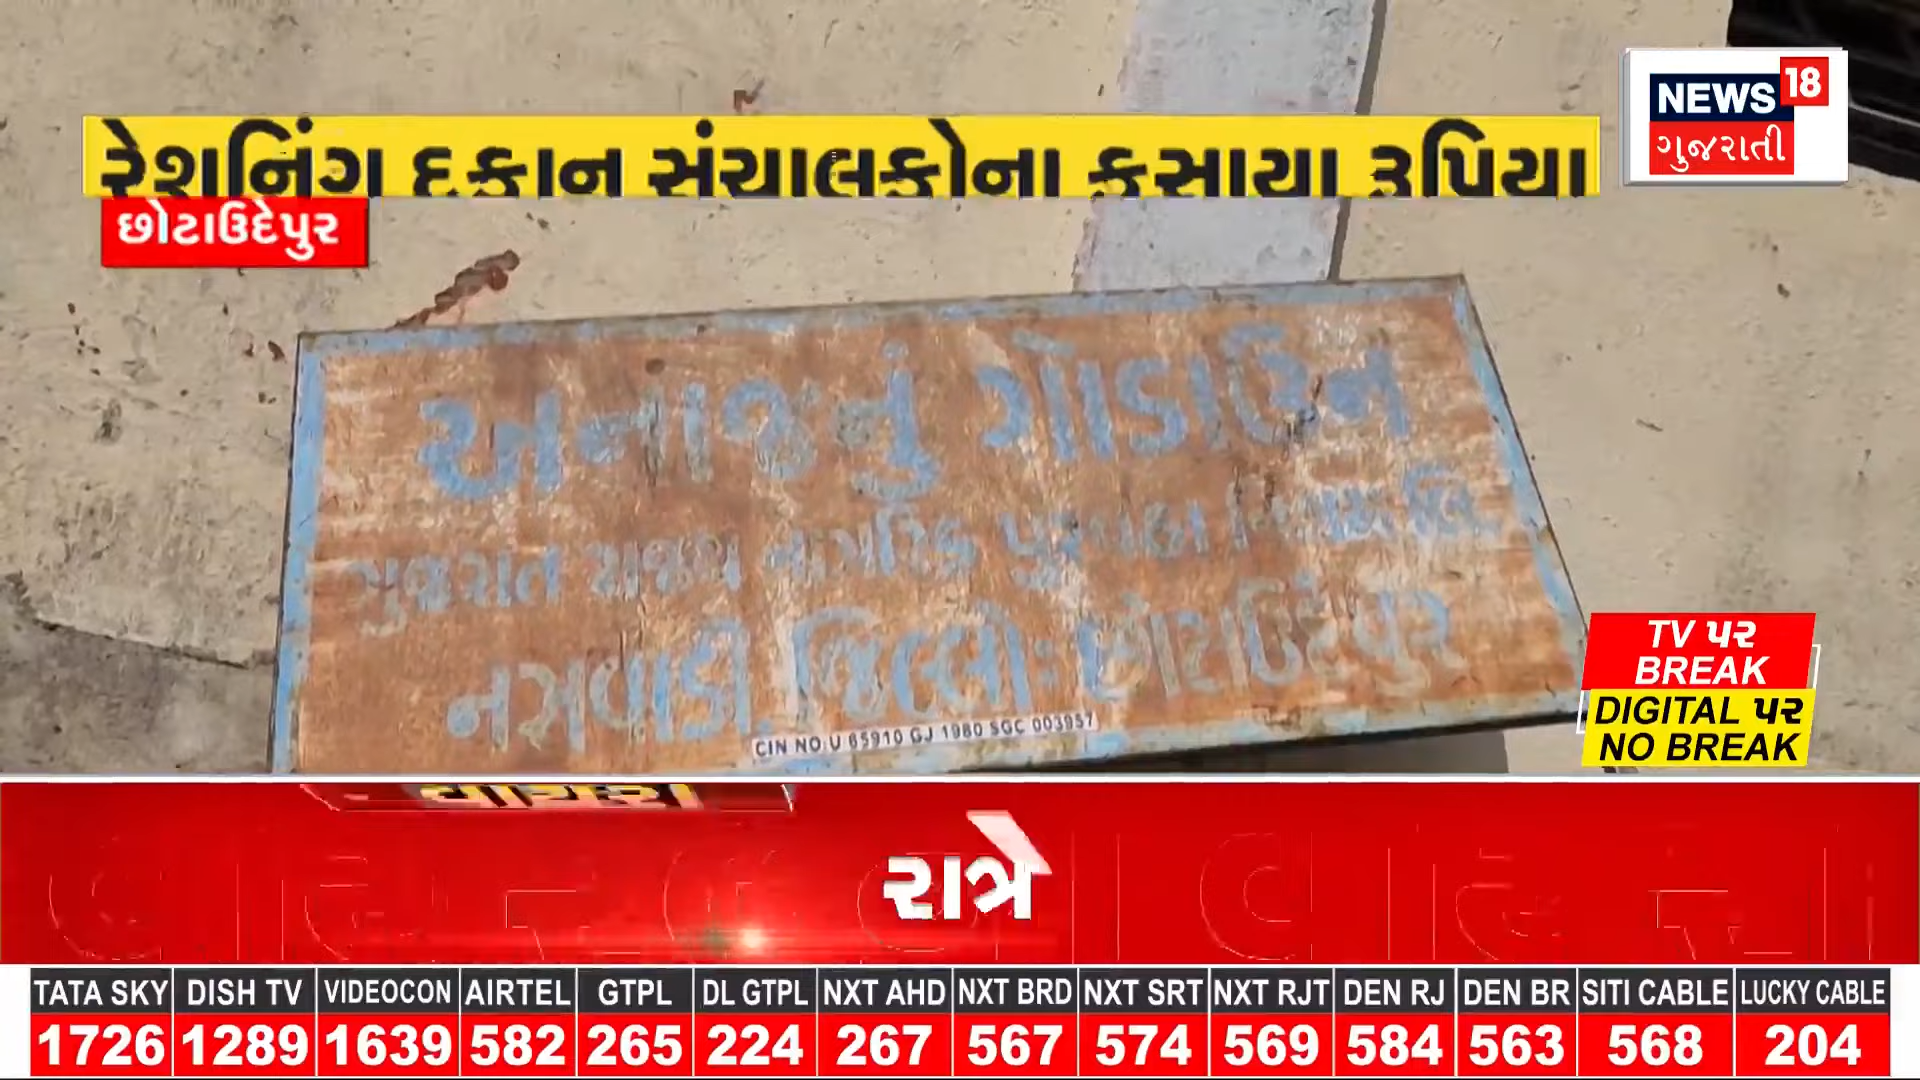 રેશનિંગ દુકાન સંચાલકોના ફસાયા રૂપિયા
NEWS 18
ગુજરાતી
છોટાઉદેપુર
અનાજનું ગોડાઉન
ગુજરાત રાજ્ય નાગરિક પુરવઠા નિગમ લિ
નસવાડી. જિલ્લો: છોટાઉદેપુર
CIN NO.U 65910 GJ 1980 SGC 003957
TV પર
BREAK
DIGITAL પર
NO BREAK
રાત્રે
TATA SKY DISH TV VIDEOCON AIRTEL GTPL DL GTPL NXT AHD NXT BRD NXT SRT NXT RJT DEN RJ DEN BR SITI CABLE LUCKY CABLE
1726 1289 1639 582 265 224 267 567 574 569 584 563 568 204